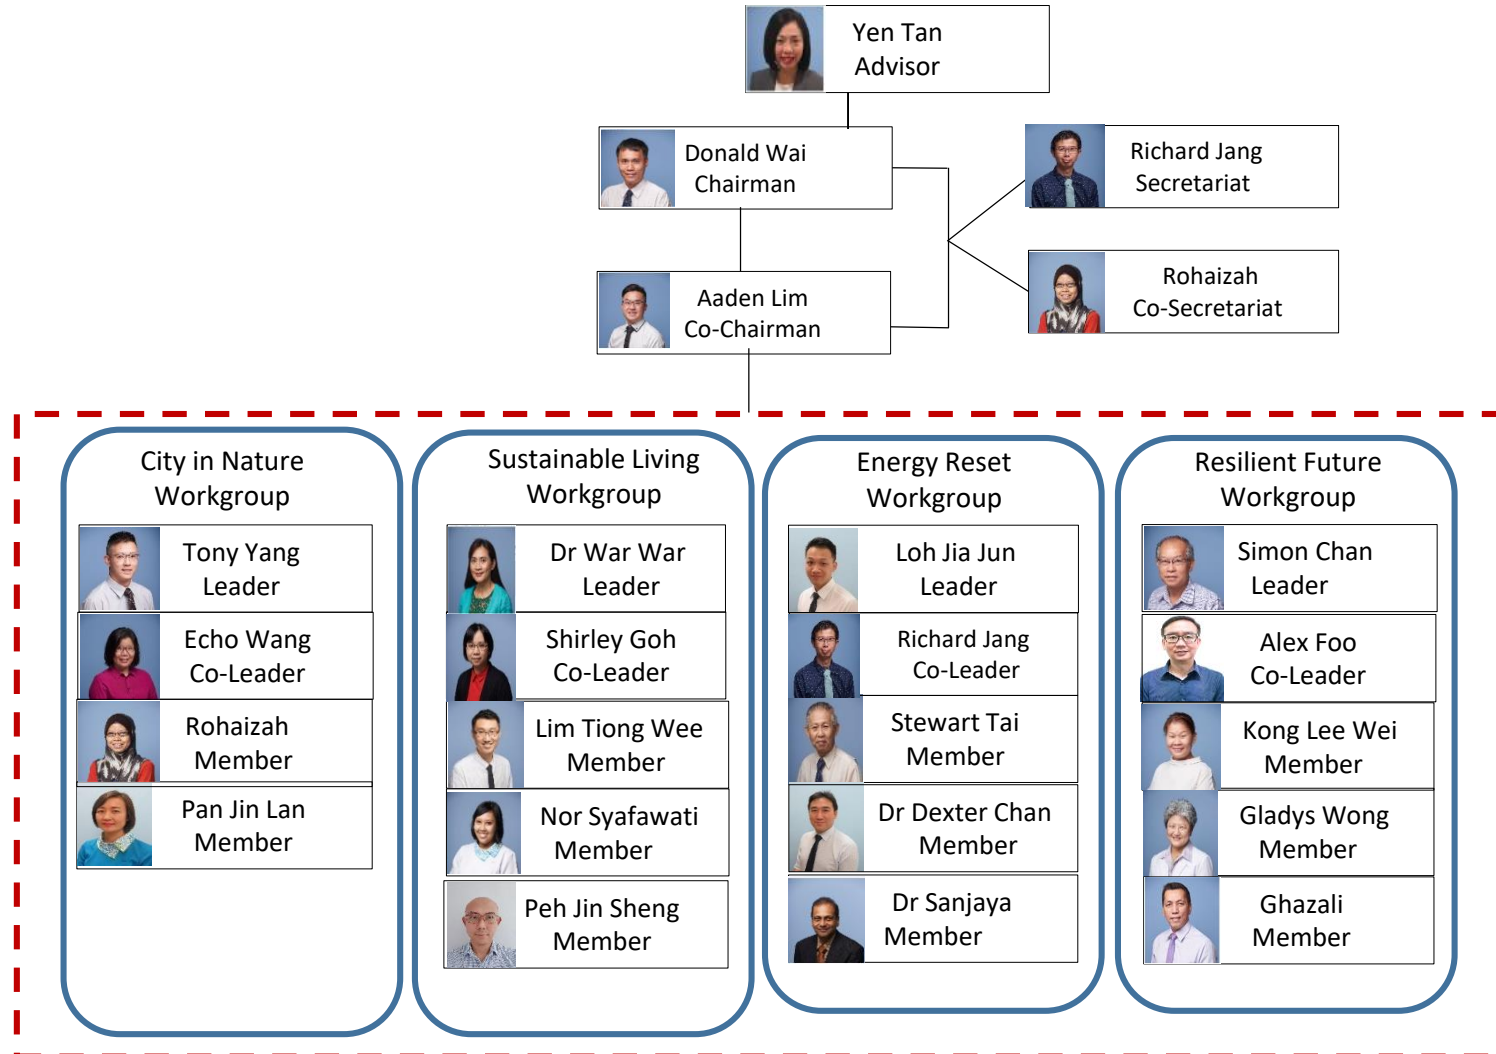 Yen Tan
Advisor
Donald Wai
Chairman
Richard Jang
Secretariat
Aaden Lim
Co-Chairman
Rohaizah
Co-Secretariat
City in Nature
Workgroup
Tony Yang
Leader
Echo Wang
Co-Leader
Rohaizah
Member
Pan Jin Lan
Member
Sustainable Living
Workgroup
Dr War War
Leader
Shirley Goh
Co-Leader
Lim Tiong Wee
Member
Nor Syafawati
Member
Peh Jin Sheng
Member
Energy Reset
Workgroup
Loh Jia Jun
Leader
Richard Jang
Co-Leader
Stewart Tai
Member
Dr Dexter Chan
Member
Dr Sanjaya
Member
Resilient Future
Workgroup
Simon Chan
Leader
Alex Foo
Co-Leader
Kong Lee Wei
Member
Gladys Wong
Member
Ghazali
Member